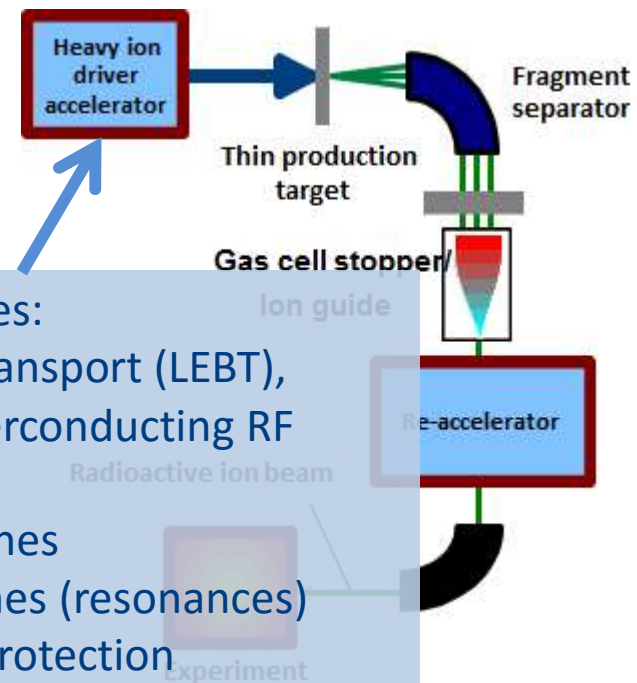 Heavy ion
driver
accelerator
Fragment
separator
Thin production
target
Gas cell stopper/
Ion guide
es:
ansport (LEBT),
erconducting RF
Re-accelerator
Radioactive ion beam
nes
nes (resonances)
rotection
Experiment